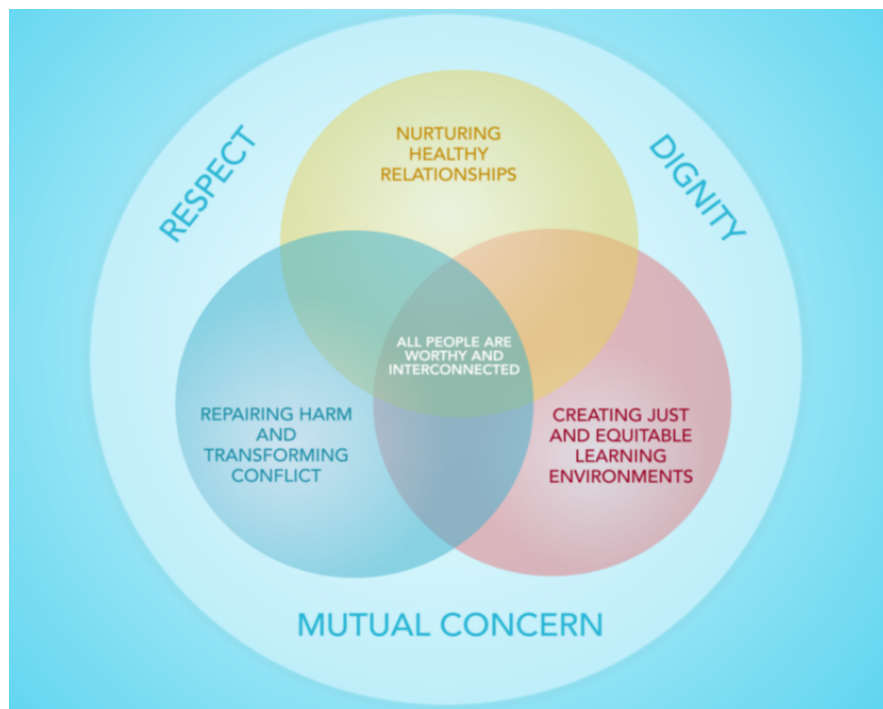 RESPECT
DIGNITY
NURTURING
HEALTHY
RELATIONSHIPS
ALL PEOPLE ARE
WORTHY AND
INTERCONNECTED
REPAIRING HARM
AND
TRANSFORMING
CONFLICT
CREATING JUST
AND EQUITABLE
LEARNING
ENVIRONMENTS
MUTUAL CONCERN